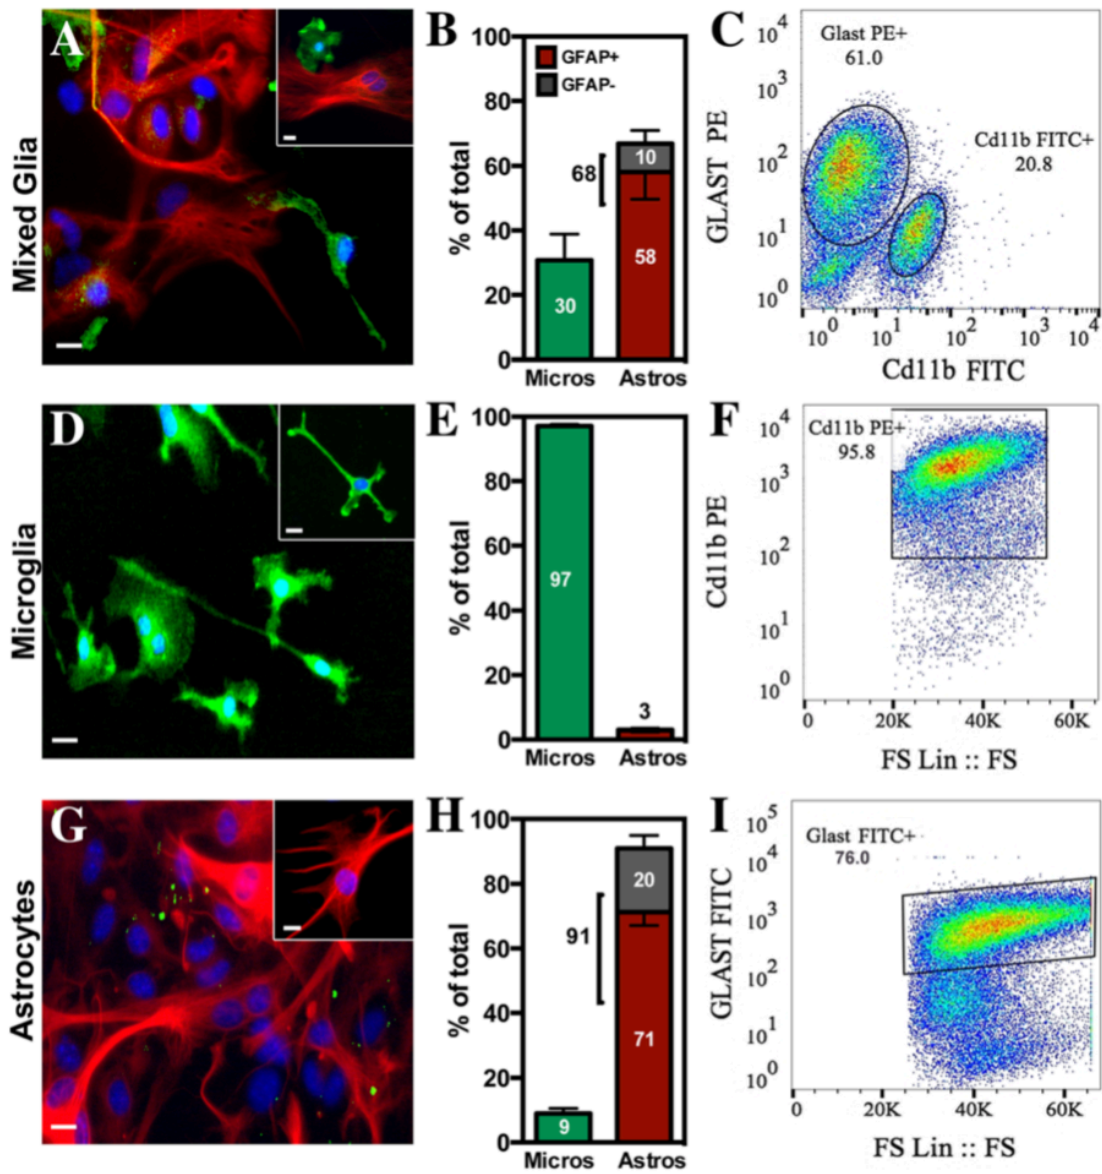 Mixed Glia
A
B
100
80
60
40
20
0
% of total
GFAP+
GFAP-
68
10
58
30
Micros Astros
C
Glast PE+
61.0
Cd11b FITC+
20.8
GLAST PE
10^4
10^3
10^2
10^1
10^0
10^0 10^1 10^2 10^3 10^4
Cd11b FITC
Microglia
D
E
100
80
60
40
20
0
% of total
97
3
Micros Astros
F
Cd11b PE+
95.8
Cd11b PE
10^4
10^3
10^2
10^1
10^0
0 20K 40K 60K
FS Lin :: FS
Astrocytes
G
H
100
80
60
40
20
0
% of total
91
20
71
9
Micros Astros
I
Glast FITC+
76.0
GLAST FITC
10^5
10^4
10^3
10^2
10^1
10^0
0 20K 40K 60K
FS Lin :: FS